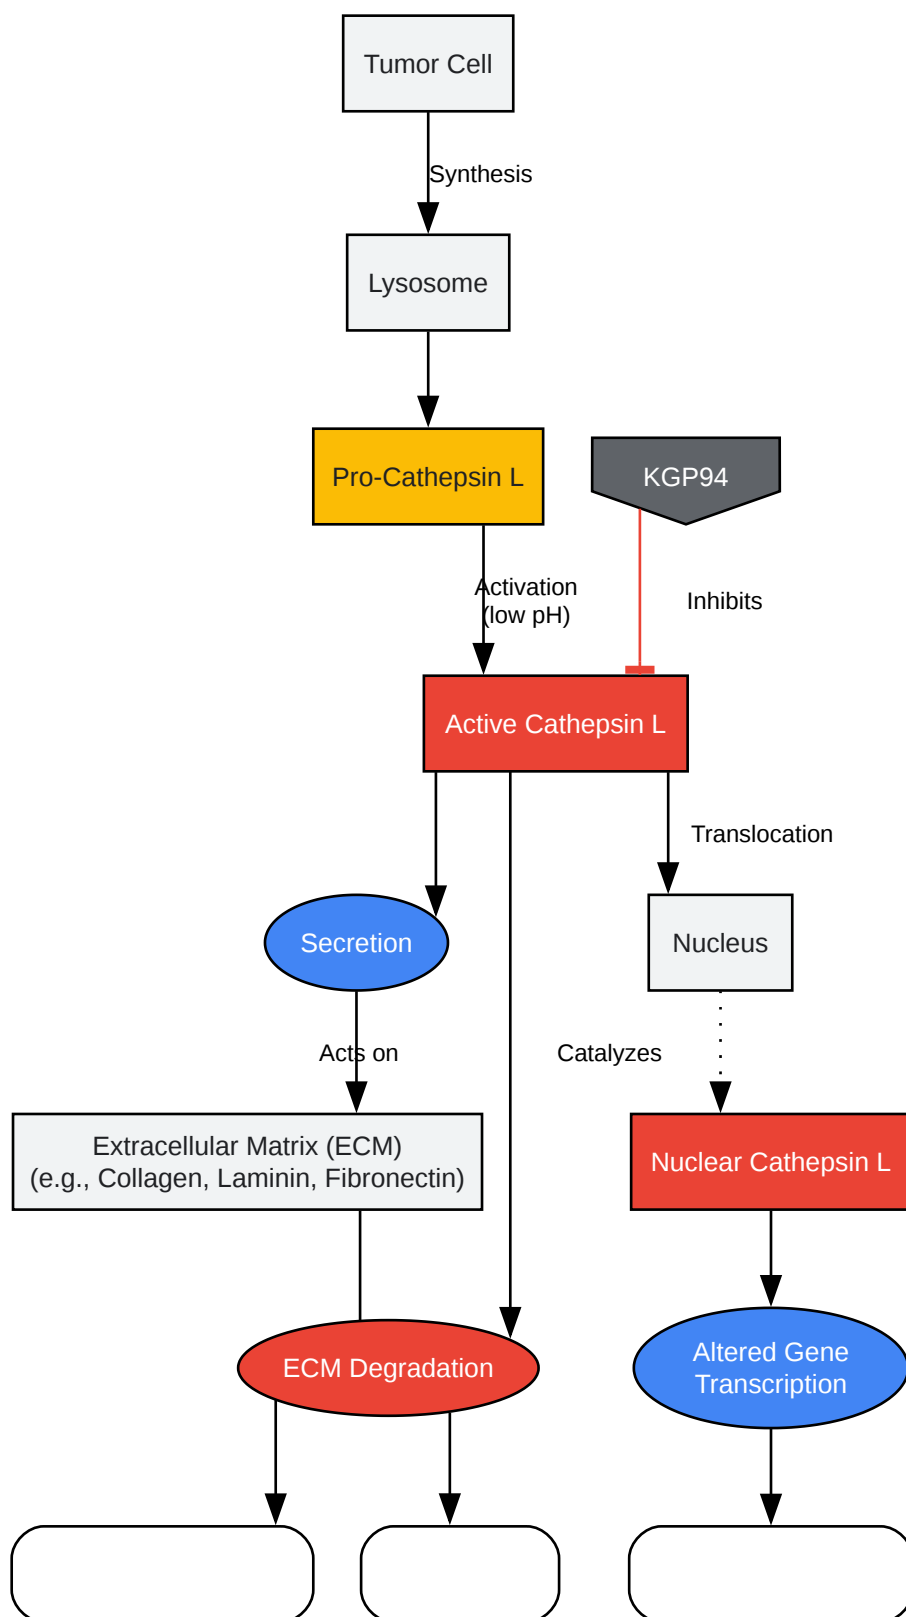 Tumor Cell
Synthesis
Lysosome
Pro-Cathepsin L
KGP94
Activation
(low pH)
Inhibits
Active Cathepsin L
Translocation
Secretion
Nucleus
Acts on
Catalyzes
Extracellular Matrix (ECM)
(e.g., Collagen, Laminin, Fibronectin)
Nuclear Cathepsin L
ECM Degradation
Altered Gene
Transcription